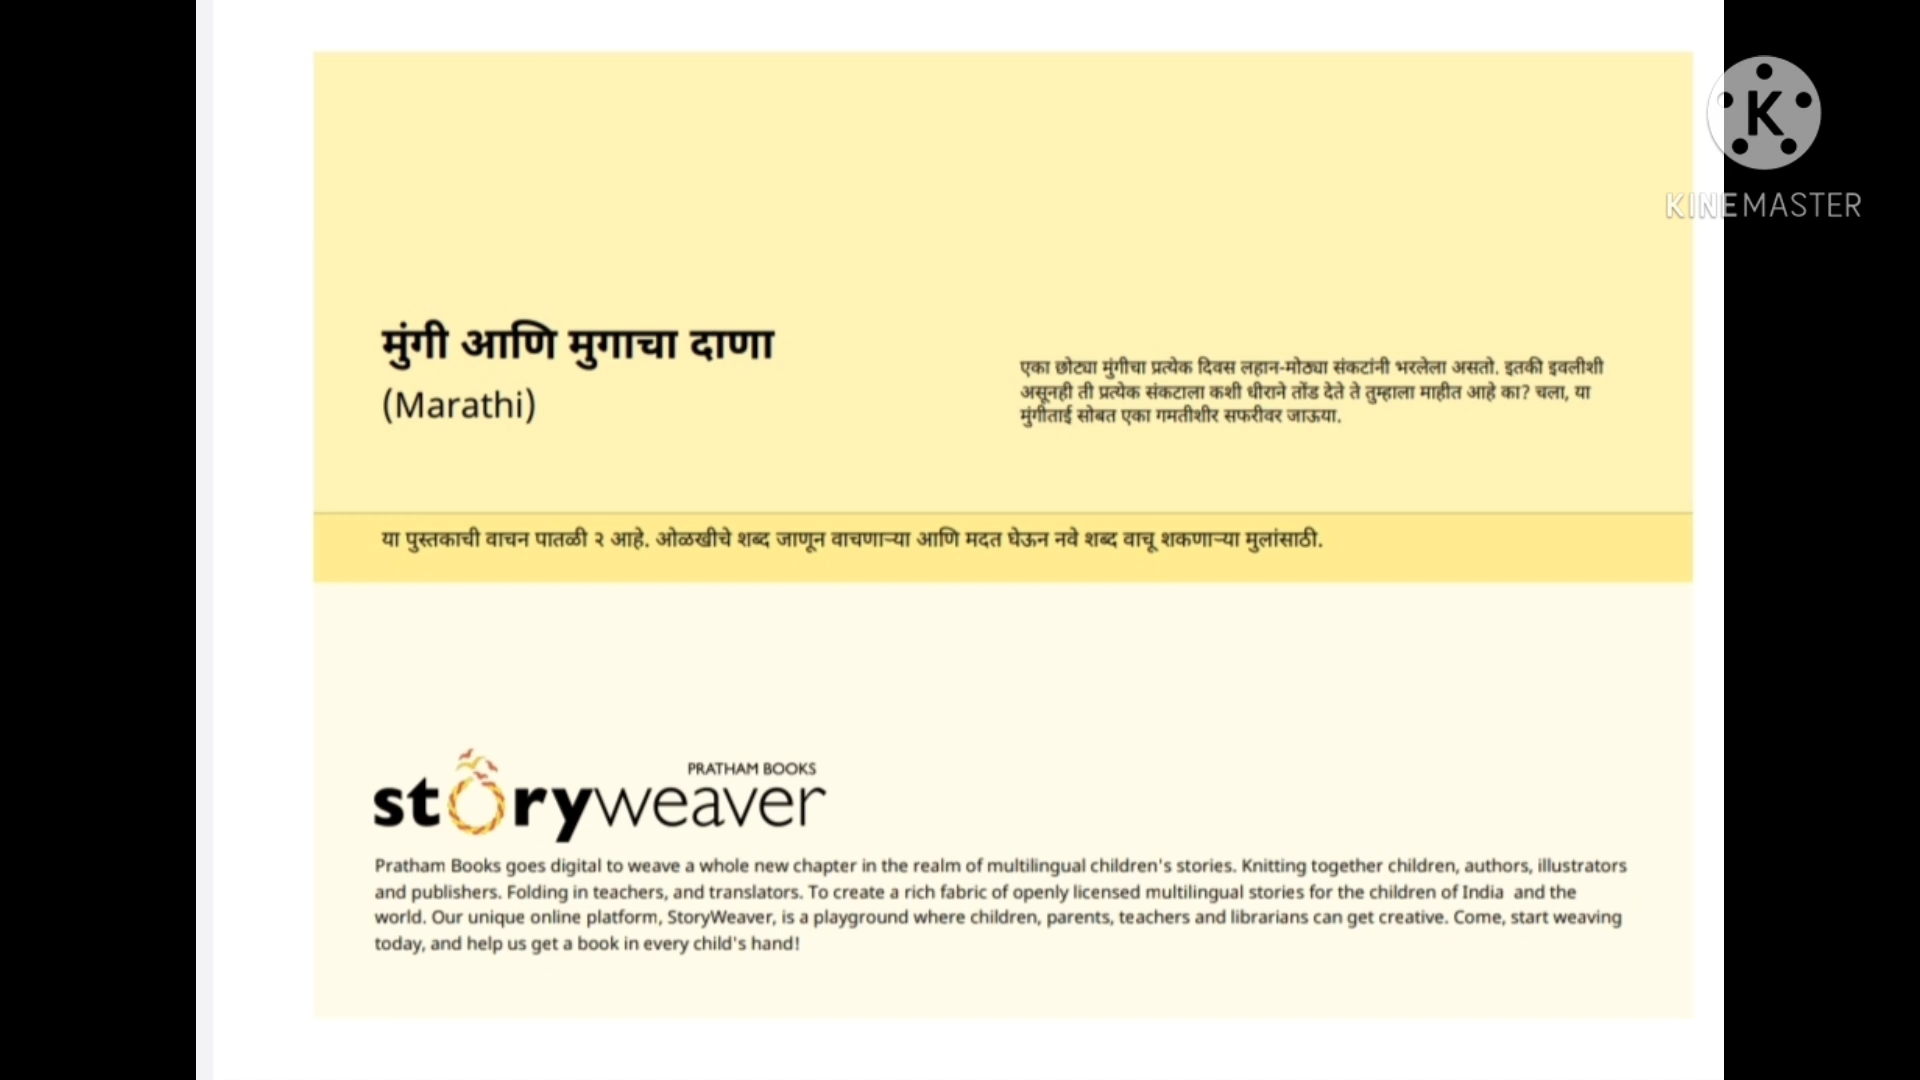 मुंगी आणि मुगाचा दाणा
(Marathi)
एका छोट्या मुंगीचा प्रत्येक दिवस लहान-मोठ्या संकटांनी भरलेला असतो. इतकी इवलीशी
असूनही ती प्रत्येक संकटाला कशी धीराने तोंड देते ते तुम्हाला माहीत आहे का? चला, या
मुंगीताई सोबत एका गमतीशीर सफरीवर जाऊया.
या पुस्तकाची वाचन पातळी २ आहे. ओळखीचे शब्द जाणून वाचणाऱ्या आणि मदत घेऊन नवे शब्द वाचू शकणाऱ्या मुलांसाठी.
PRATHAM BOOKS
storyweaver
Pratham Books goes digital to weave a whole new chapter in the realm of multilingual children's stories. Knitting together children, authors, illustrators
and publishers. Folding in teachers, and translators. To create a rich fabric of openly licensed multilingual stories for the children of India and the
world. Our unique online platform, StoryWeaver, is a playground where children, parents, teachers and librarians can get creative. Come, start weaving
today, and help us get a book in every child's hand!
K
KINEMASTER